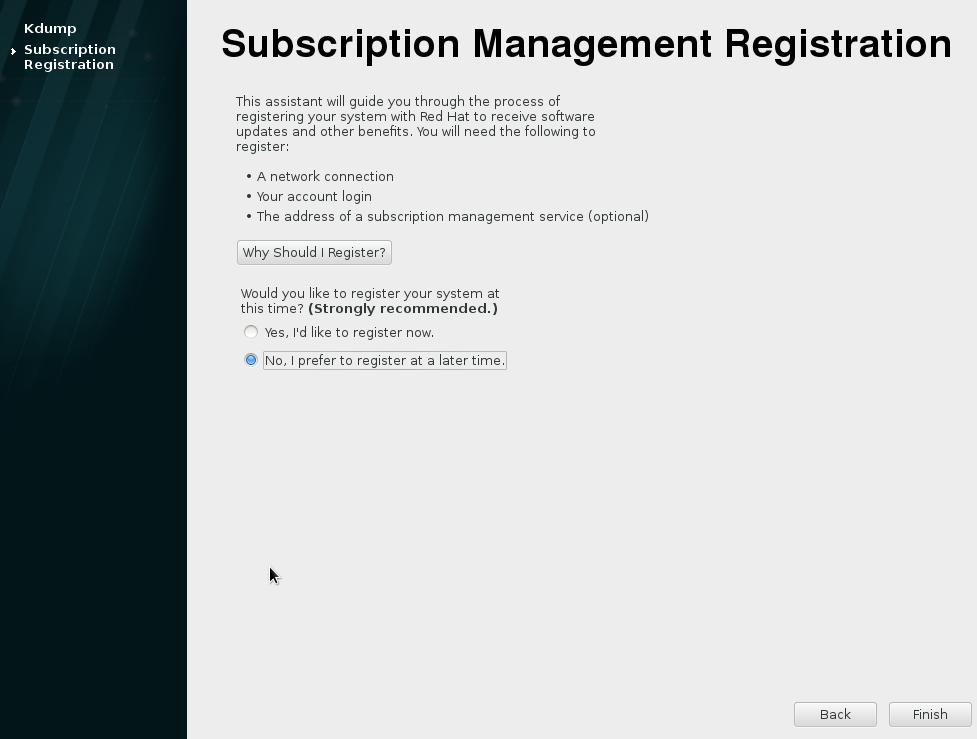 Kdump
Subscription
Registration
Subscription Management Registration
This assistant will guide you through the process of
registering your system with Red Hat to receive software
updates and other benefits. You will need the following to
register:
• A network connection
• Your account login
• The address of a subscription management service (optional)
Why Should I Register?
Would you like to register your system at
this time? (Strongly recommended.)
Yes, I'd like to register now.
No, I prefer to register at a later time.
Back
Finish